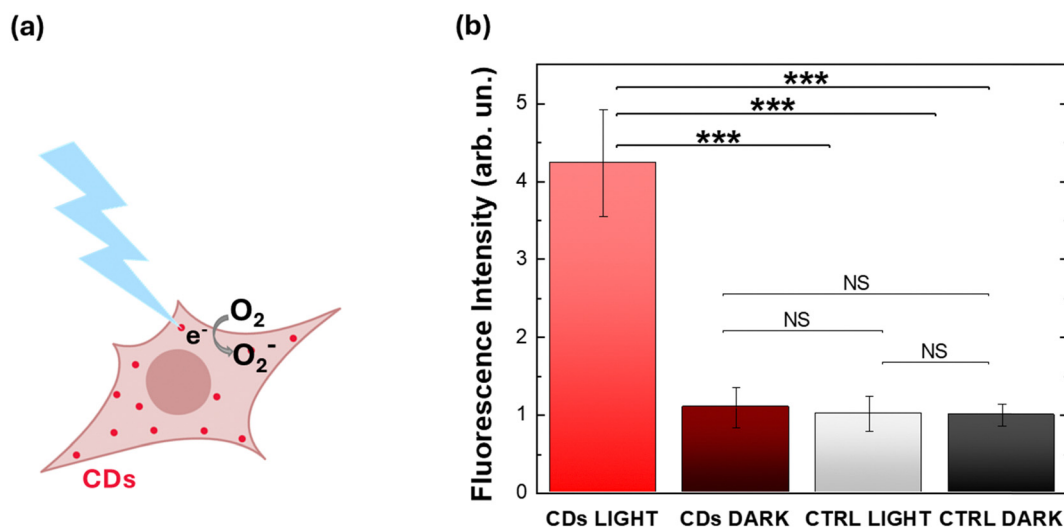 (a)
e⁻
O₂
O₂⁻
CDs
(b)
Fluorescence Intensity (arb. un.)
5
4
3
2
1
0
***
***
***
NS
NS
NS
CDs LIGHT CDs DARK CTRL LIGHT CTRL DARK